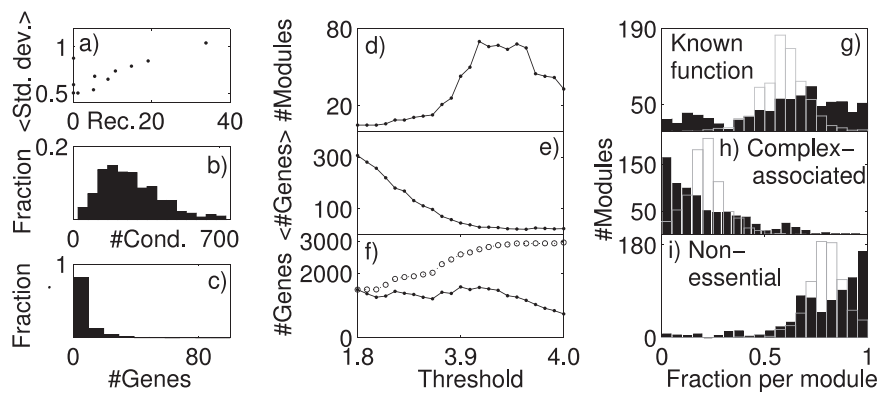 a)
<Std. dev.>
1
0.5
0 Rec. 20 40
b)
Fraction
0.2
0
0 #Cond. 700
c)
Fraction
1
0
0 80
#Genes
d)
#Modules
80
20
e)
<#Genes>
300
100
f)
#Genes
3000
2000
0
1.8 3.9 4.0
Threshold
g)
Known
function
190
50
#Modules
h) Complex-
associated
150
50
i) Non-
essential
180
0
0 0.5 1
Fraction per module